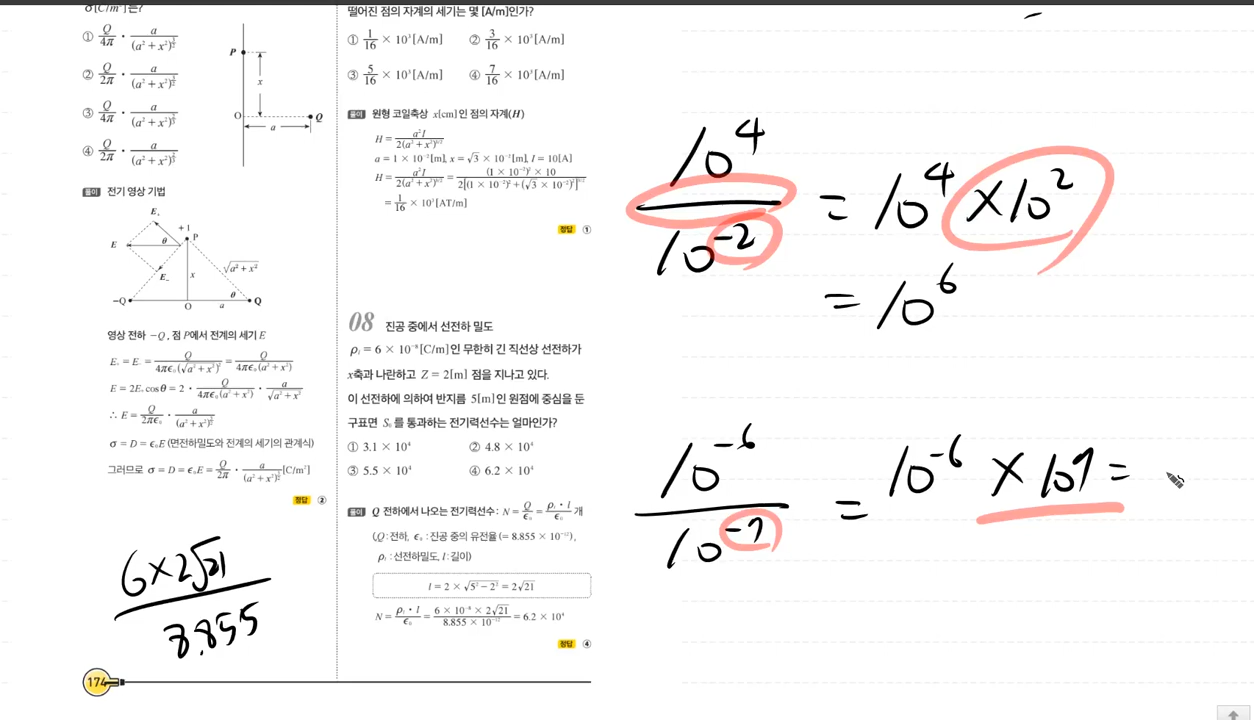 σ[C/m²]는?
① Q/4π · a/(a²+x²)^{3/2}
② Q/2π · a/(a²+x²)^{3/2}
③ Q/4π · a/(a²+x²)^{2/3}
④ Q/2π · a/(a²+x²)^{2/3}
P
x
O
Q
a
풀이 전기 영상 기법
E₊
+1
P
E
θ
E₋
x
√a²+x²
θ
-Q
O
a
Q
영상 전하 -Q, 점 P에서 전계의 세기 E
E₊ = E₋ = Q/4πε₀(√a²+x²)² = Q/4πε₀(a²+x²)
E = 2E₊cosθ = 2 · Q/4πε₀(a²+x²) · a/√a²+x²
∴ E = Q/2πε₀ · a/(a²+x²)^{3/2}
σ = D = ε₀E (면전하밀도와 전계의 세기의 관계식)
그러므로 σ = D = ε₀E = Q/2π · a/(a²+x²)^{3/2} [C/m²]
정답 ②
6×2√21
8.855
174
떨어진 점의 자계의 세기는 몇 [A/m]인가?
① 1/16 × 10³[A/m] ② 3/16 × 10³[A/m]
③ 5/16 × 10³[A/m] ④ 7/16 × 10³[A/m]
풀이 원형 코일축상 x[cm]인 점의 자계(H)
H = a²I/2(a²+x²)^{3/2}
a = 1 × 10⁻²[m], x = √3 × 10⁻²[m], I = 10[A]
H = a²I/2(a²+x²)^{3/2} = (1 × 10⁻²)² × 10/2[(1 × 10⁻²)² + (√3 × 10⁻²)²]^{3/2}
= 1/16 × 10³[AT/m]
정답 ①
08 진공 중에서 선전하 밀도
ρₗ = 6 × 10⁻⁸[C/m]인 무한히 긴 직선상 선전하가
x축과 나란하고 Z = 2[m] 점을 지나고 있다.
이 선전하에 의하여 반지름 5[m]인 원점에 중심을 둔
구표면 S₀를 통과하는 전기력선수는 얼마인가?
① 3.1 × 10⁴ ② 4.8 × 10⁴
③ 5.5 × 10⁴ ④ 6.2 × 10⁴
풀이 Q 전하에서 나오는 전기력선수 : N = Q/ε₀ = ρₗ · l/ε₀ 개
(Q : 전하, ε₀ : 진공 중의 유전율(= 8.855 × 10⁻¹²),
ρₗ : 선전하밀도, l : 길이)
l = 2 × √5²-2² = 2√21
N = ρₗ · l/ε₀ = 6 × 10⁻⁸ × 2√21/8.855 × 10⁻¹² = 6.2 × 10⁴
정답 ④
10⁴/10⁻² = 10⁴ × 10²
= 10⁶